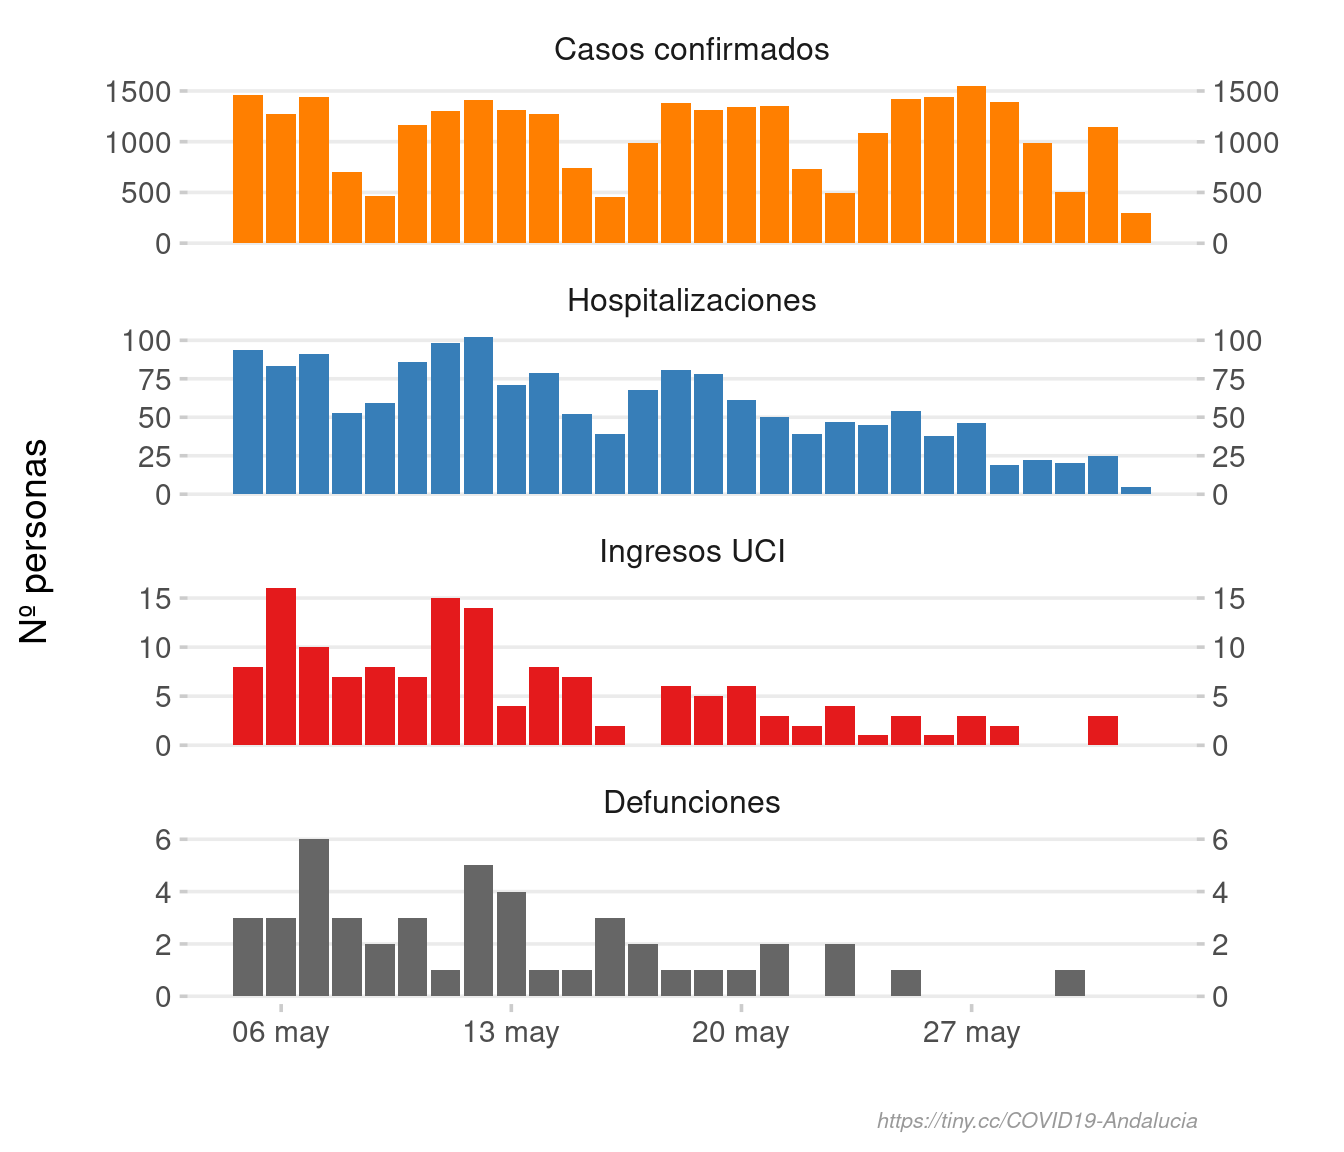 Casos confirmados
1500 1500
1000 1000
500 500
0 0
Hospitalizaciones
100 100
75 75
50 50
25 25
0 0
Nº personas
Ingresos UCI
15 15
10 10
5 5
0 0
Defunciones
6 6
4 4
2 2
0 0
06 may 13 may 20 may 27 may
https://tiny.cc/COVID19-Andalucia